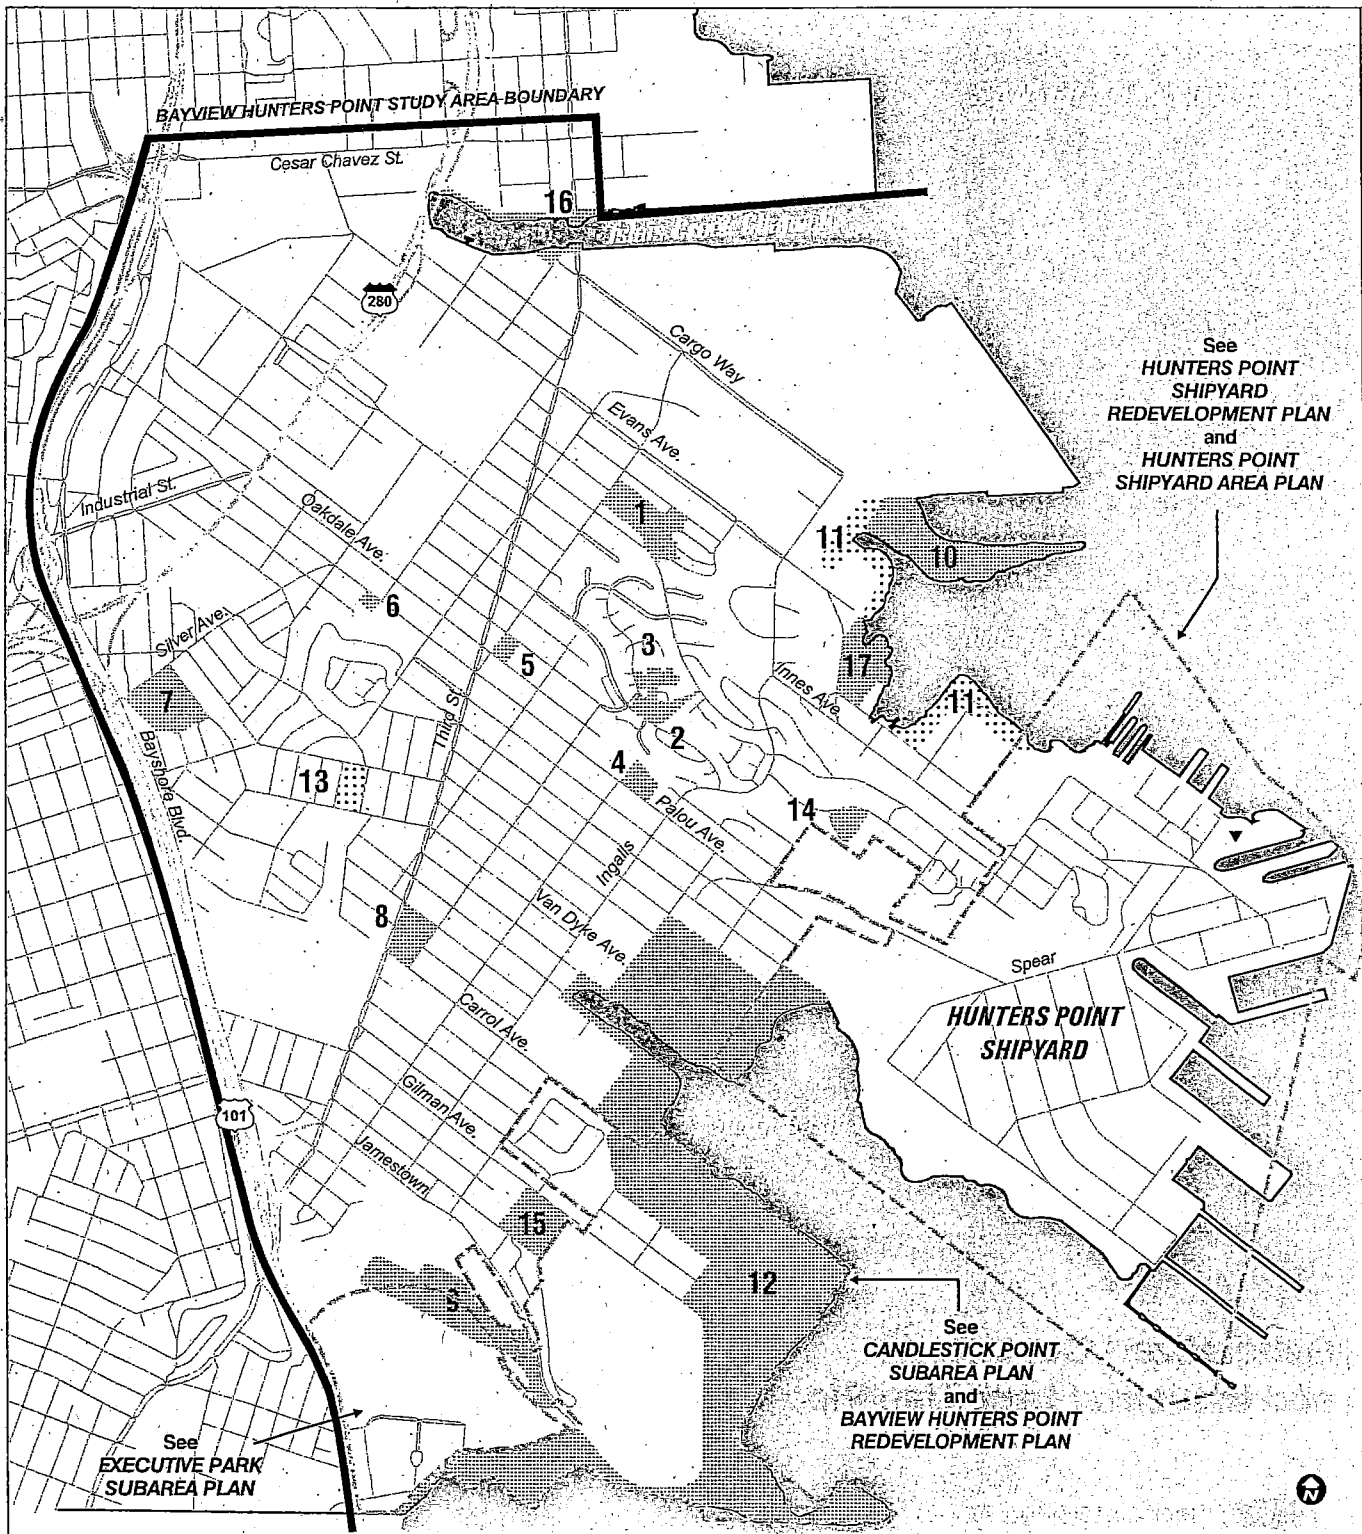 BAYVIEW HUNTERS POINT STUDY AREA BOUNDARY
Cesar Chavez St.
16
280
Cargo Way
See
HUNTERS POINT
SHIPYARD
REDEVELOPMENT PLAN
and
HUNTERS POINT
SHIPYARD AREA PLAN
Evans Ave.
Industrial St.
Oakdale Ave.
1
11
10
6
Silver Ave.
3
5
17
Innes Ave.
7
11
Third St.
2
Bayshore Blvd.
4
13
Palou Ave.
14
Ingalls
8
Van Dyke Ave.
Spear
Carrol Ave.
HUNTERS POINT
SHIPYARD
Gilman Ave.
101
Jamestown
15
12
See
CANDLESTICK POINT
SUBAREA PLAN
and
BAYVIEW HUNTERS POINT
REDEVELOPMENT PLAN
See
EXECUTIVE PARK
SUBAREA PLAN
N